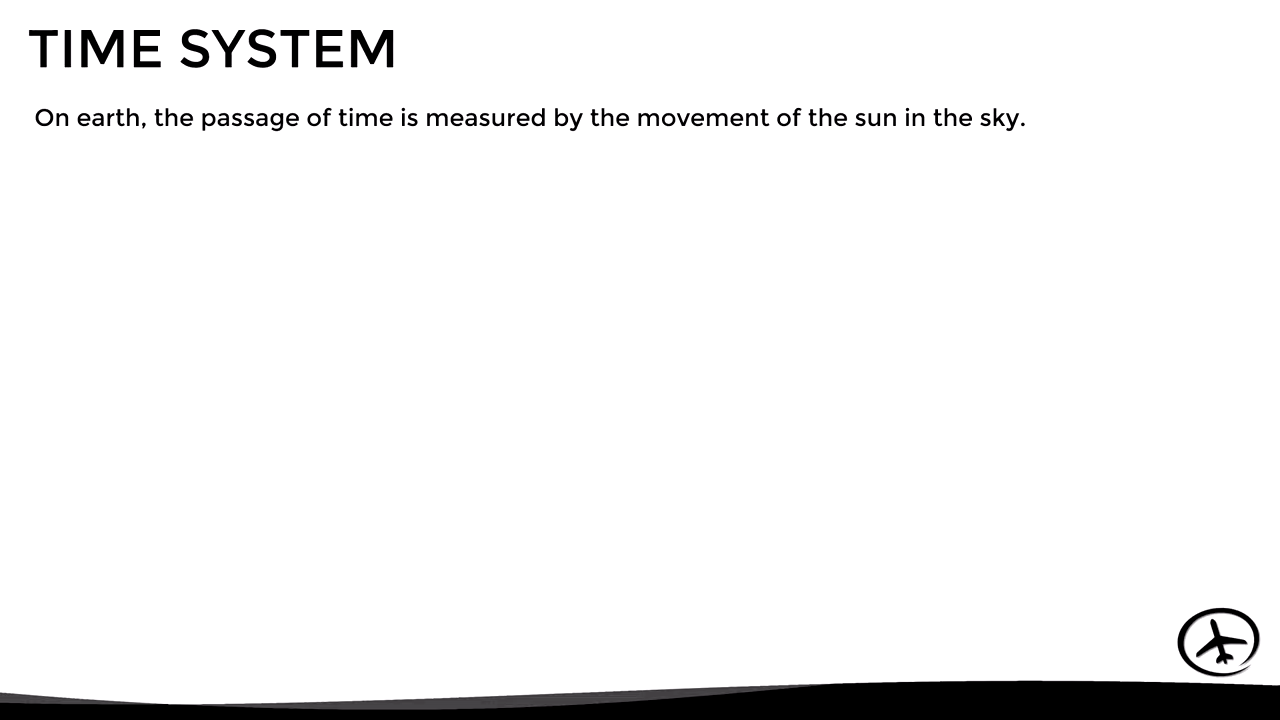 TIME SYSTEM
On earth, the passage of time is measured by the movement of the sun in the sky.